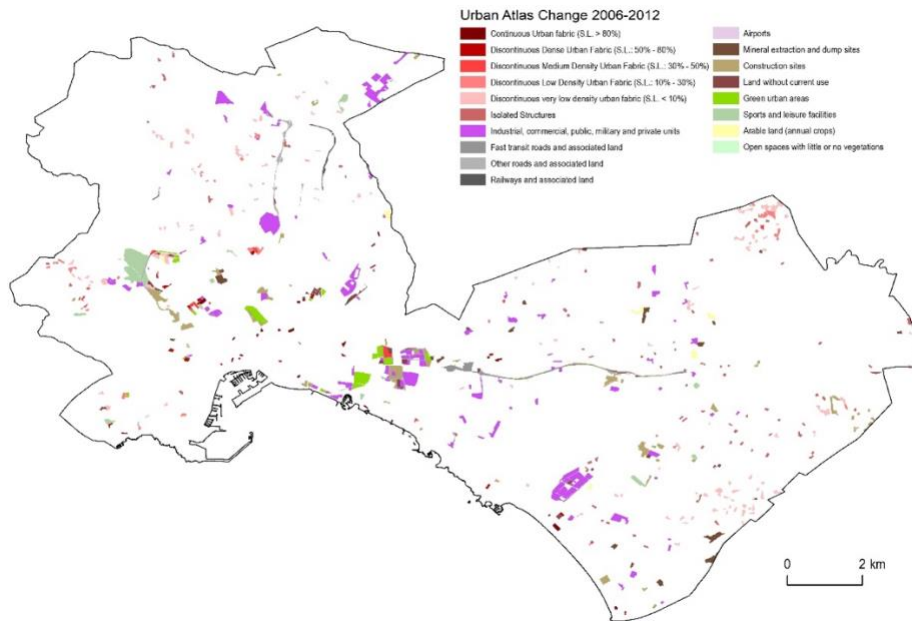 Urban Atlas Change 2006-2012
Continuous Urban fabric (S.L. > 80%)
Discontinuous Dense Urban Fabric (S.L.: 50% - 80%)
Discontinuous Medium Density Urban Fabric (S.L.: 30% - 50%)
Discontinuous Low Density Urban Fabric (S.L.: 10% - 30%)
Discontinuous very low density urban fabric (S.L. < 10%)
Isolated Structures
Industrial, commercial, public, military and private units
Fast transit roads and associated land
Other roads and associated land
Railways and associated land
Airports
Mineral extraction and dump sites
Construction sites
Land without current use
Green urban areas
Sports and leisure facilities
Arable land (annual crops)
Open spaces with little or no vegetations
0 2 km